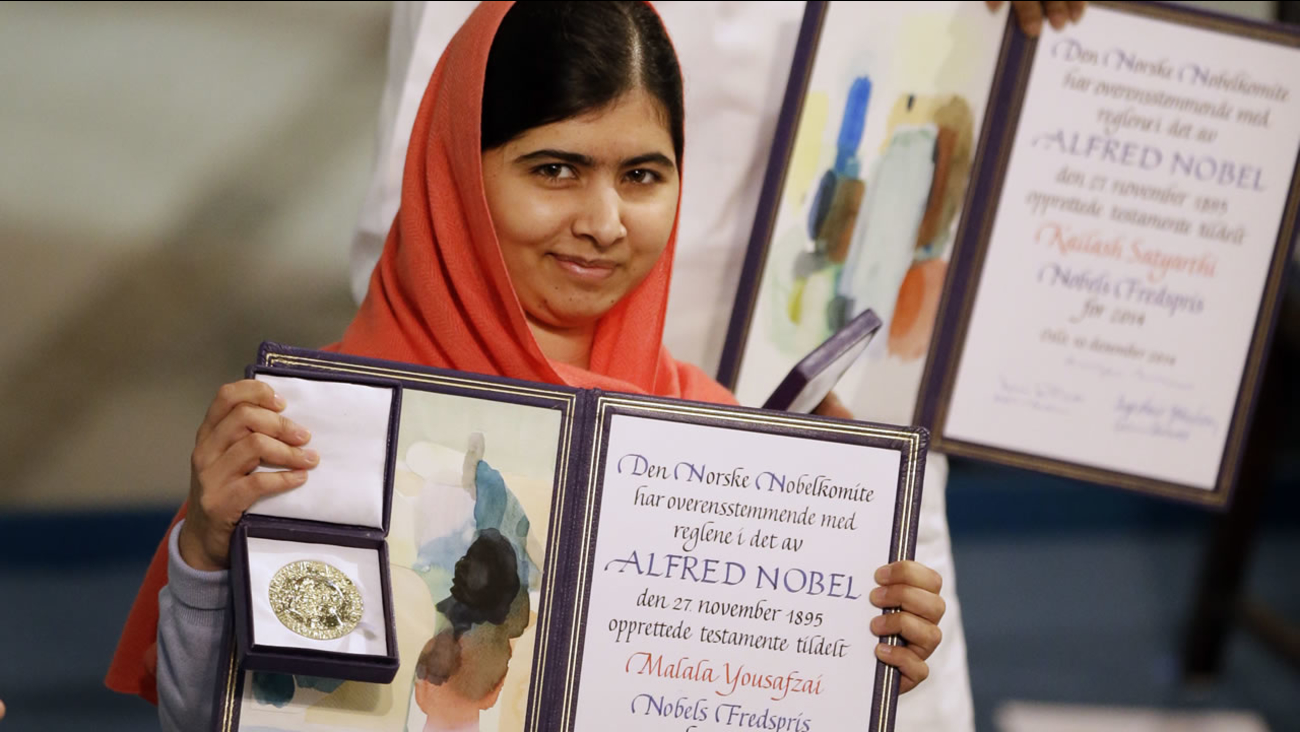 Den Norske Nobelkomite
har overensstemmende med
reglene i det av
ALFRED NOBEL
den 27. november 1895
opprettede testamente tildelt
Kailash Satyarthi
Nobels Fredspris
for 2014
Oslo, 10. desember 2014
Den Norske Nobelkomite
har overensstemmende med
reglene i det av
ALFRED NOBEL
den 27. november 1895
opprettede testamente tildelt
Malala Yousafzai
Nobels Fredspris